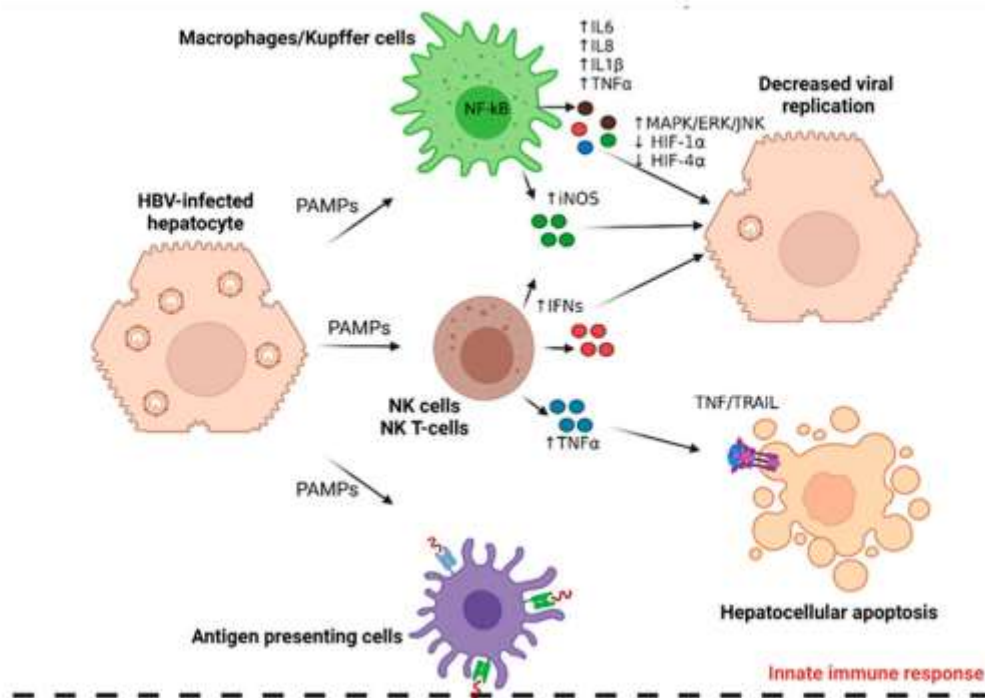 Macrophages/Kupffer cells
↑IL6
↑IL8
↑IL1β
↑TNFα
NF-kB
↑MAPK/ERK/JNK
↓ HIF-1α
↓ HIF-4α
Decreased viral
replication
HBV-infected
hepatocyte
PAMPs
↑iNOS
PAMPs
↑IFNs
NK cells
NK T-cells
↑TNFα
TNF/TRAIL
PAMPs
Antigen presenting cells
Hepatocellular apoptosis
Innate immune response